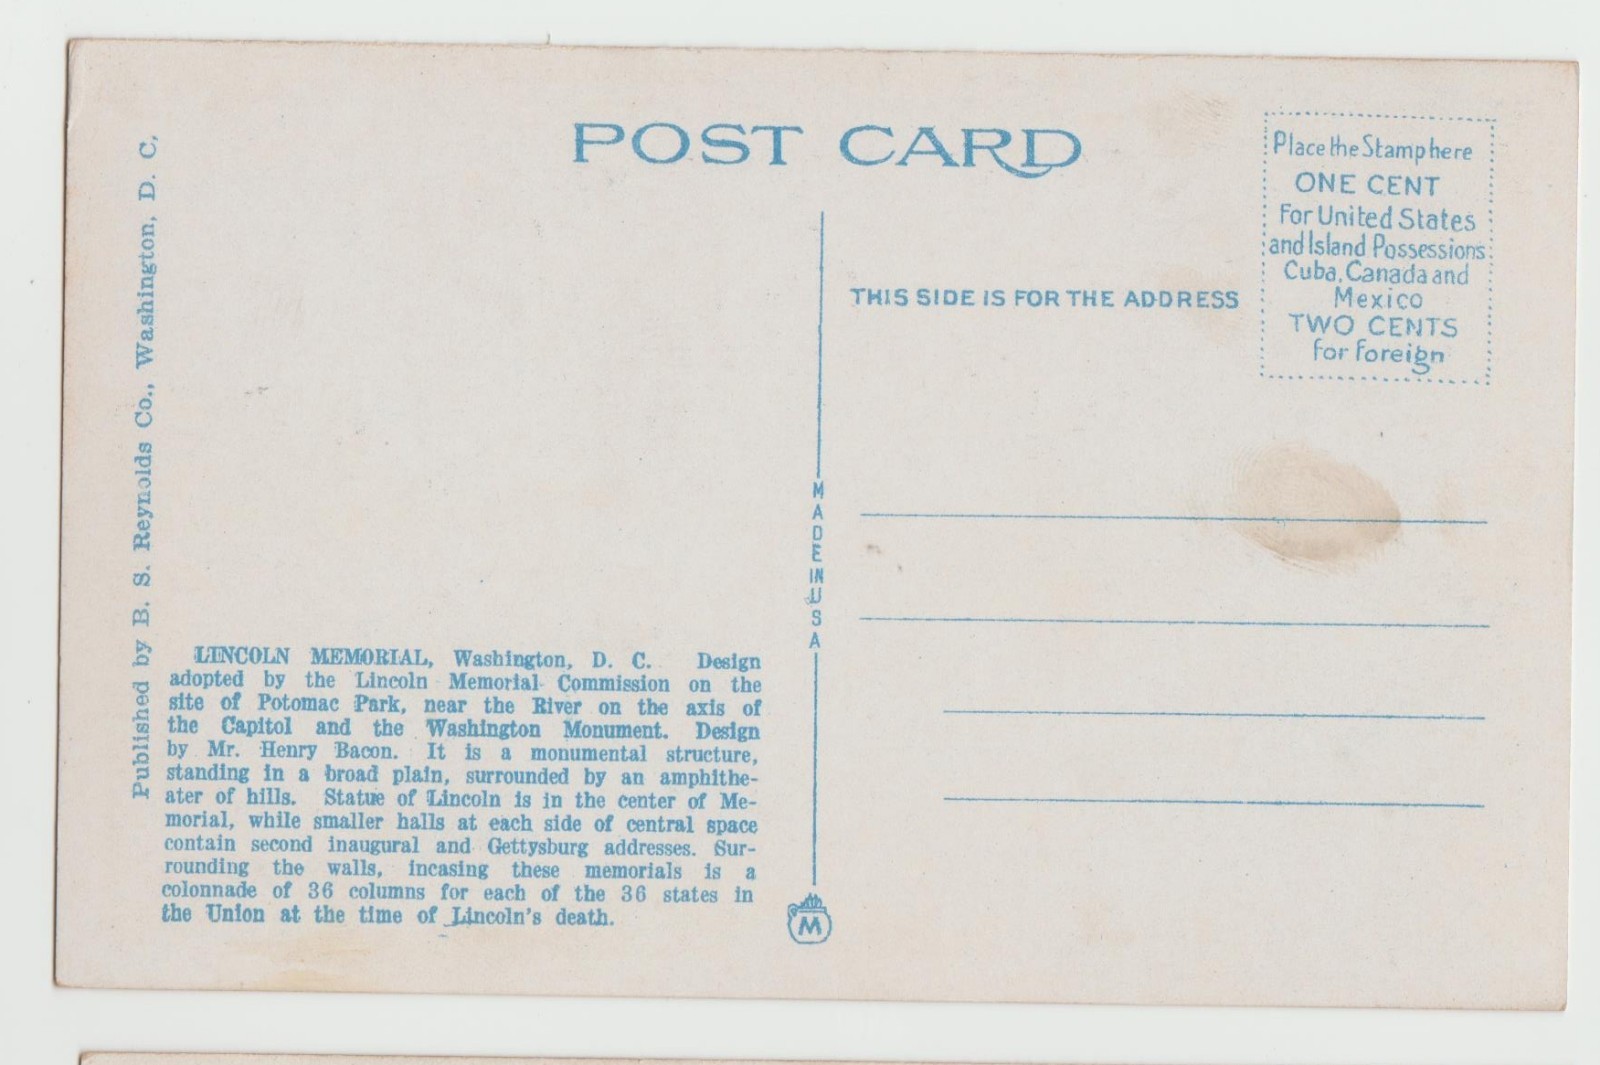 POST CARD
Place the Stamp here
ONE CENT
For United States
and Island Possessions
Cuba, Canada and
Mexico
TWO CENTS
For Foreign
THIS SIDE IS FOR THE ADDRESS
Published by B. S. Reynolds Co., Washington, D. C.
MADE IN USA
LINCOLN MEMORIAL, Washington, D. C. Design
adopted by the Lincoln Memorial Commission on the
site of Potomac Park, near the River on the axis of
the Capitol and the Washington Monument. Design
by Mr. Henry Bacon. It is a monumental structure,
standing in a broad plain, surrounded by an amphithe-
ater of hills. Statue of Lincoln is in the center of Me-
morial, while smaller halls at each side of central space
contain second inaugural and Gettysburg addresses. Sur-
rounding the walls, incasing these memorials is a
colonnade of 36 columns for each of the 36 states in
the Union at the time of Lincoln's death.
M